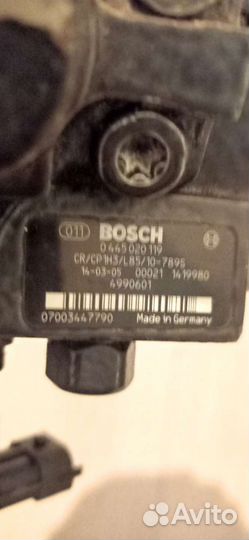 011 BOSCH
0 445 020 119
CR/CP1H3/L85/10-789S
14-03-05 00021 1419980
4990601
07003447790 Made in Germany
Avito